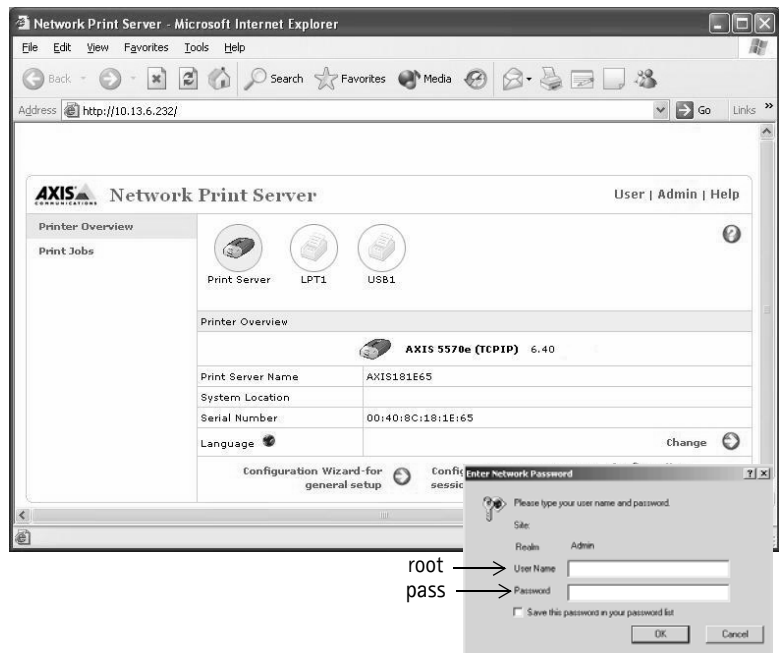 Network Print Server - Microsoft Internet Explorer
File Edit View Favorites Tools Help
Back Search Favorites Media
Address http://10.13.6.232/ Go Links »
AXIS COMMUNICATIONS Network Print Server User | Admin | Help
Printer Overview
Print Jobs
Print Server LPT1 USB1
Printer Overview
AXIS 5570e (TCPIP) 6.40
Print Server Name AXIS181E65
System Location
Serial Number 00:40:8C:18:1E:65
Language Change
Configuration Wizard-for
general setup
Enter Network Password
Please type your user name and password.
Site:
Realm Admin
root User Name
pass Password
Save this password in your password list
OK Cancel